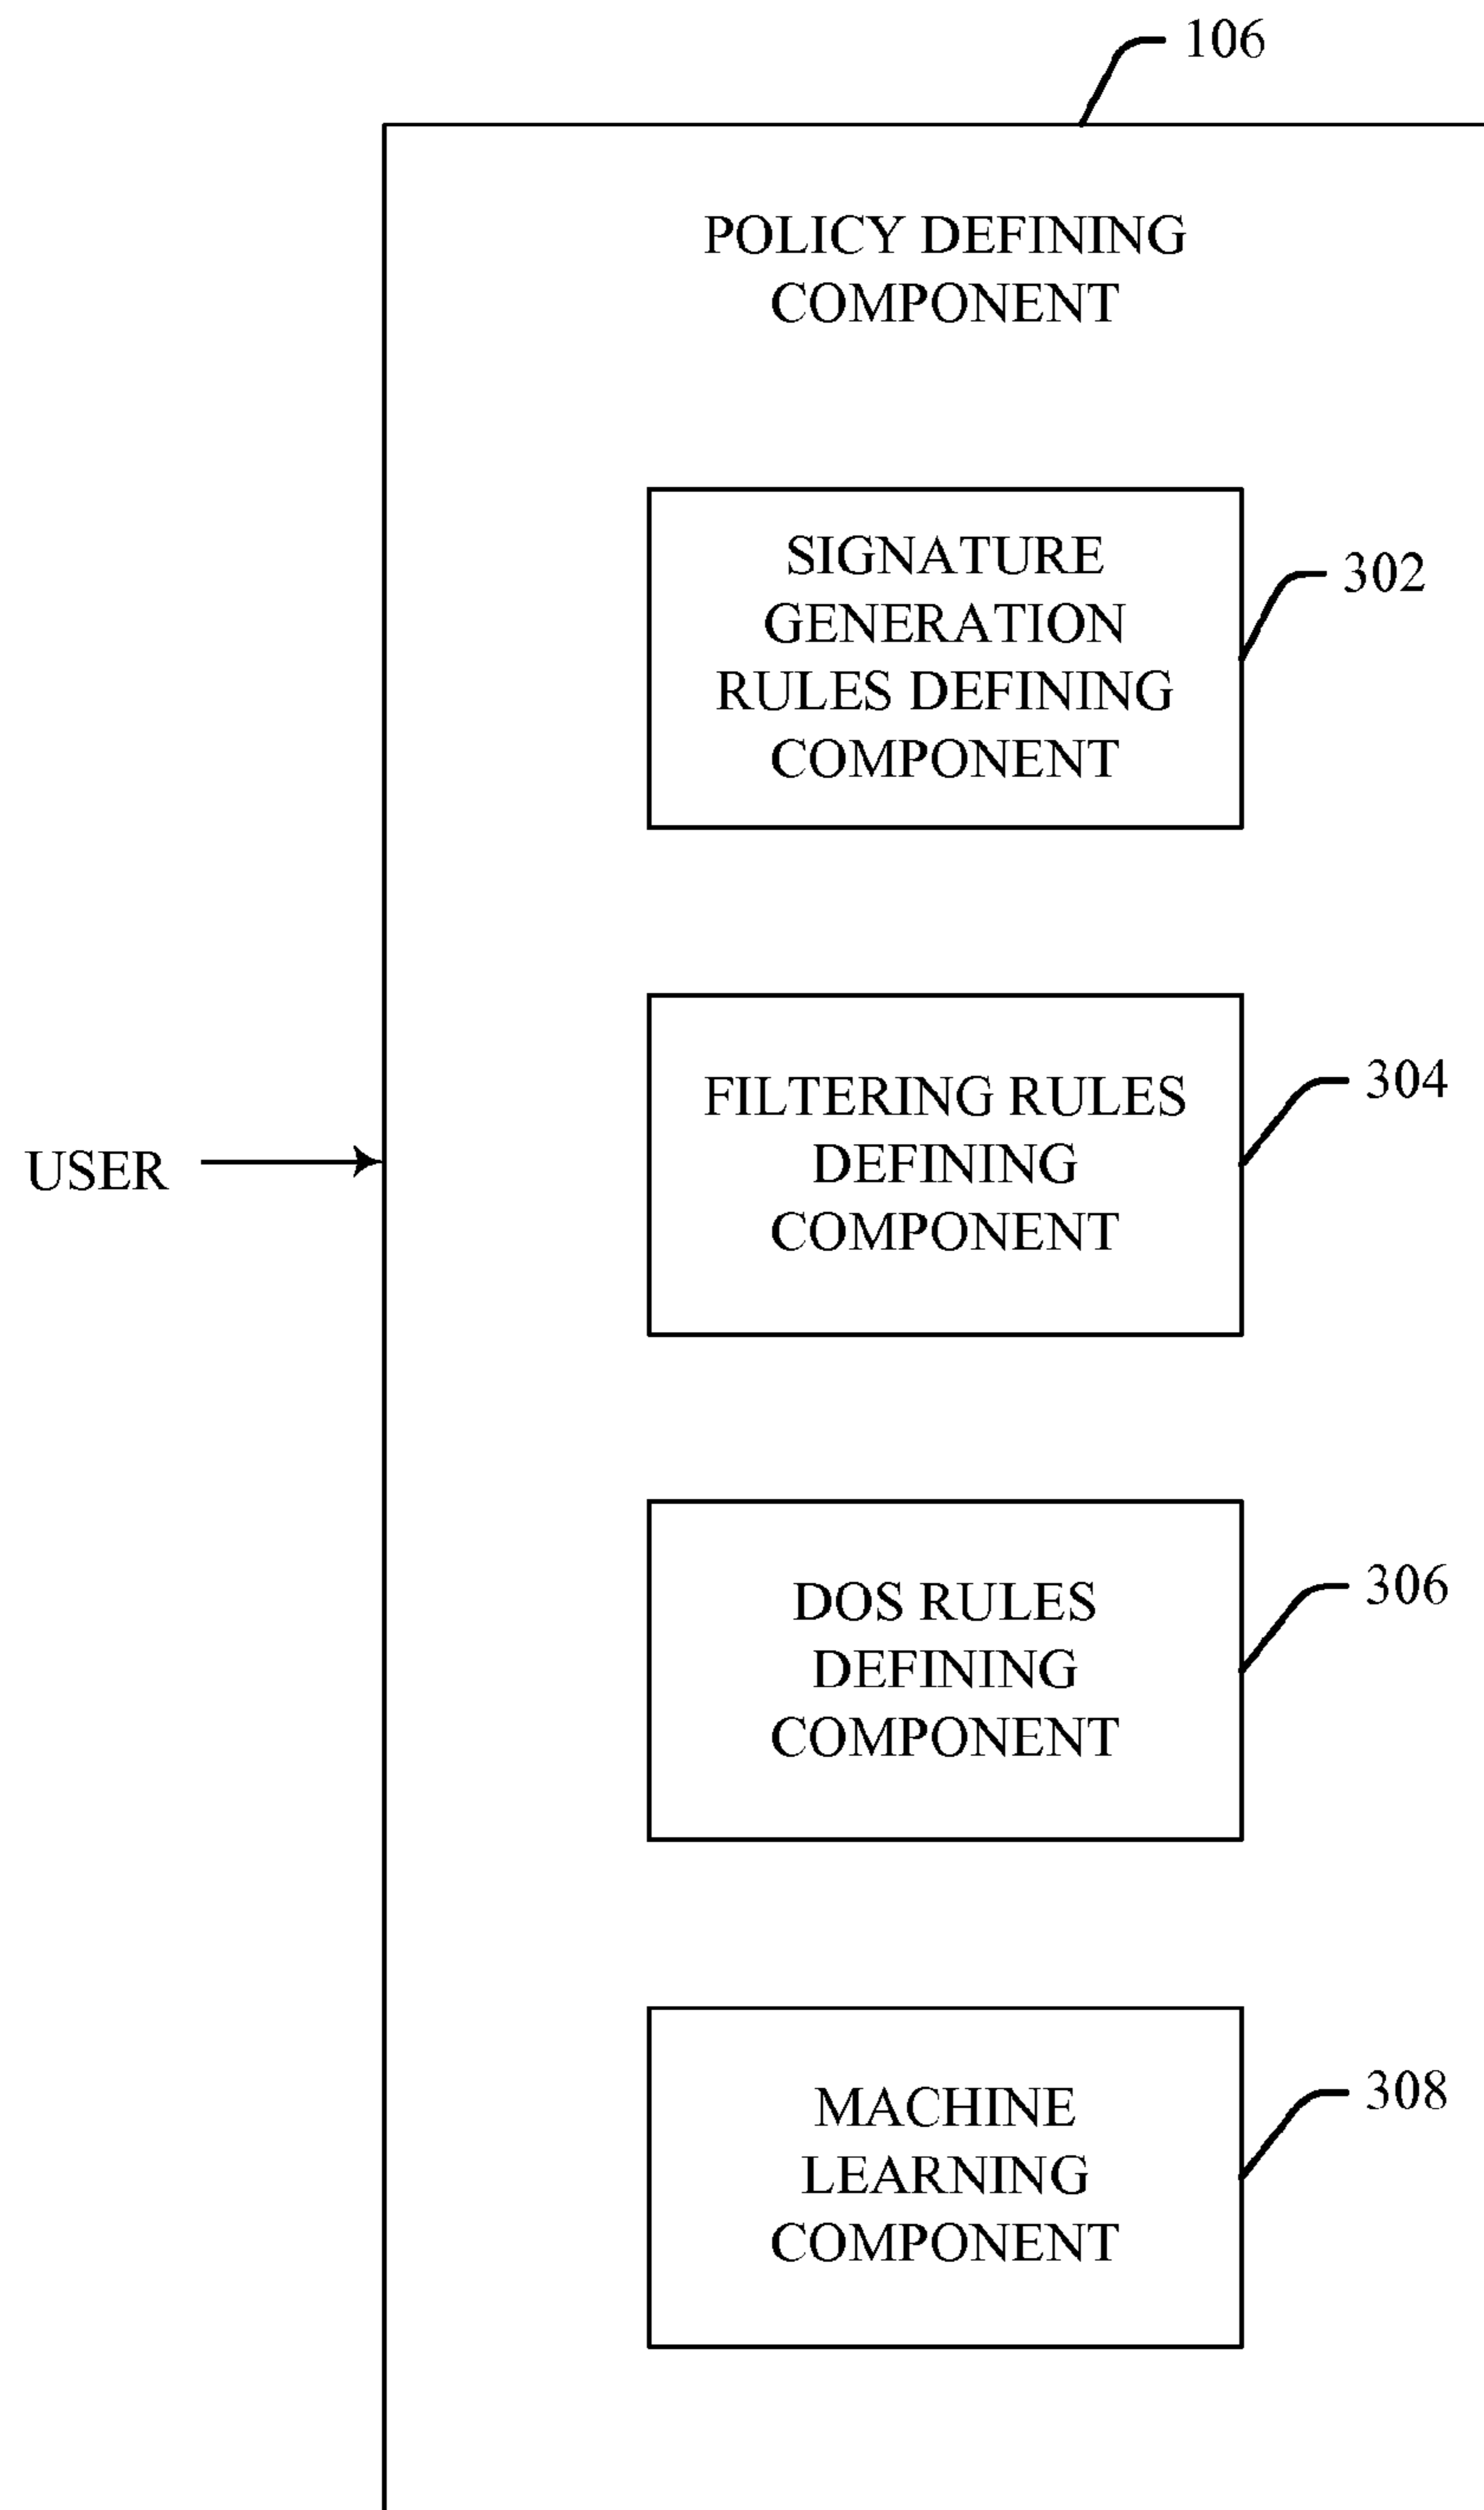 106
POLICY DEFINING
COMPONENT
SIGNATURE
GENERATION
RULES DEFINING
COMPONENT
302
FILTERING RULES
DEFINING
COMPONENT
304
USER
DOS RULES
DEFINING
COMPONENT
306
MACHINE
LEARNING
COMPONENT
308